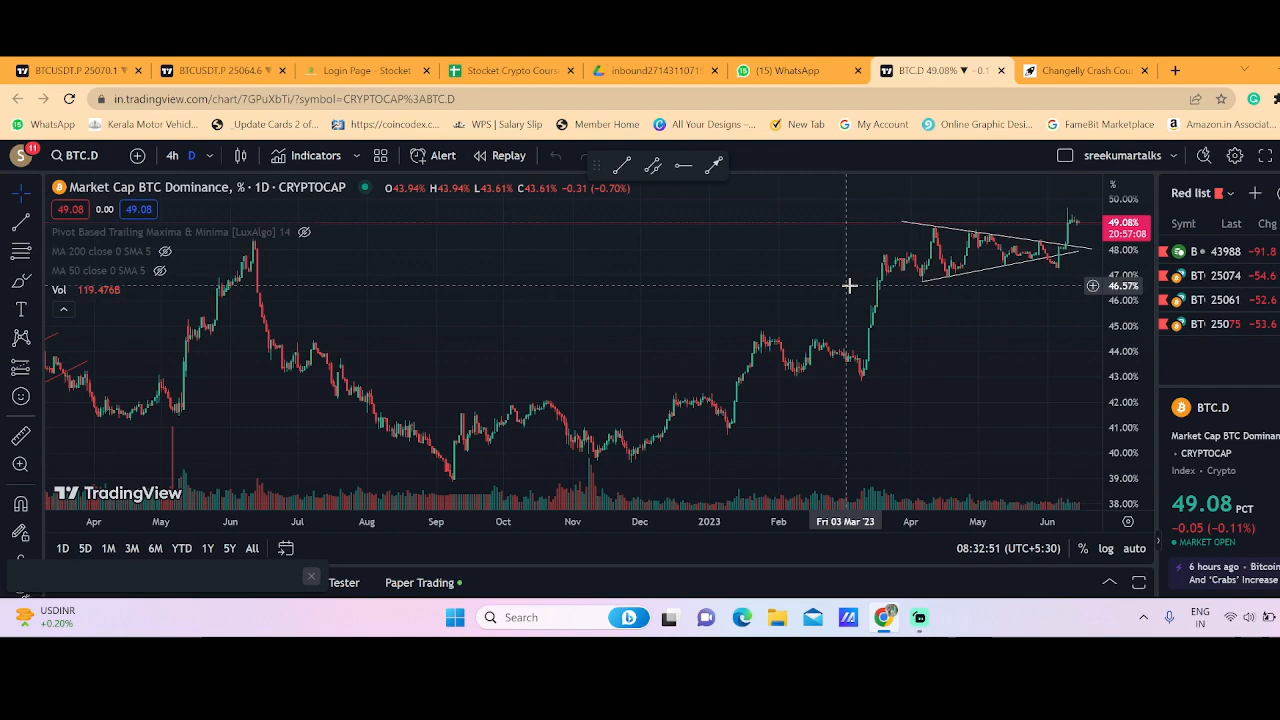 BTCUSDT.P 25070.1
BTCUSDT.P 25064.6
Login Page - Stocket
Stocket Crypto Cours
inbound27143110718
(15) WhatsApp
BTC.D 49.08% ▼ −0.1
Changelly Crash Cour
in.tradingview.com/chart/7GPuXbTi/?symbol=CRYPTOCAP%3ABTC.D
WhatsApp
Kerala Motor Vehicl...
_Update Cards 2 of...
https://coincodex...
WPS | Salary Slip
Member Home
All Your Designs –...
New Tab
My Account
Online Graphic Desi...
FameBit Marketplace
Amazon.in Associat...
S 11
BTC.D
4h D
Indicators
Alert
Replay
sreekumartalks
Market Cap BTC Dominance, % · 1D · CRYPTOCAP
O43.94% H43.94% L43.61% C43.61% −0.31 (−0.70%)
49.08 0.00 49.08
Pivot Based Trailing Maxima & Minima [LuxAlgo] 14
MA 200 close 0 SMA 5
MA 50 close 0 SMA 5
Vol 119.476B
%
50.00%
49.08%
20:57:08
48.00%
47.00%
46.57%
46.00%
45.00%
44.00%
43.00%
42.00%
41.00%
40.00%
39.00%
38.00%
Red list
Symt Last Chg
B 43988 −91.8
BT 25074 −54.6
BT 25061 −52.6
BT 25075 −53.6
BTC.D
Market Cap BTC Dominan
CRYPTOCAP
Index • Crypto
49.08 PCT
−0.05 (−0.11%)
MARKET OPEN
6 hours ago - Bitcoin
And 'Crabs' Increase
TradingView
Apr May Jun Jul Aug Sep Oct Nov Dec 2023 Feb Fri 03 Mar '23 Apr May Jun
1D 5D 1M 3M 6M YTD 1Y 5Y All
08:32:51 (UTC+5:30)
% log auto
Tester
Paper Trading
USDINR
+0.20%
Search
ENG
IN